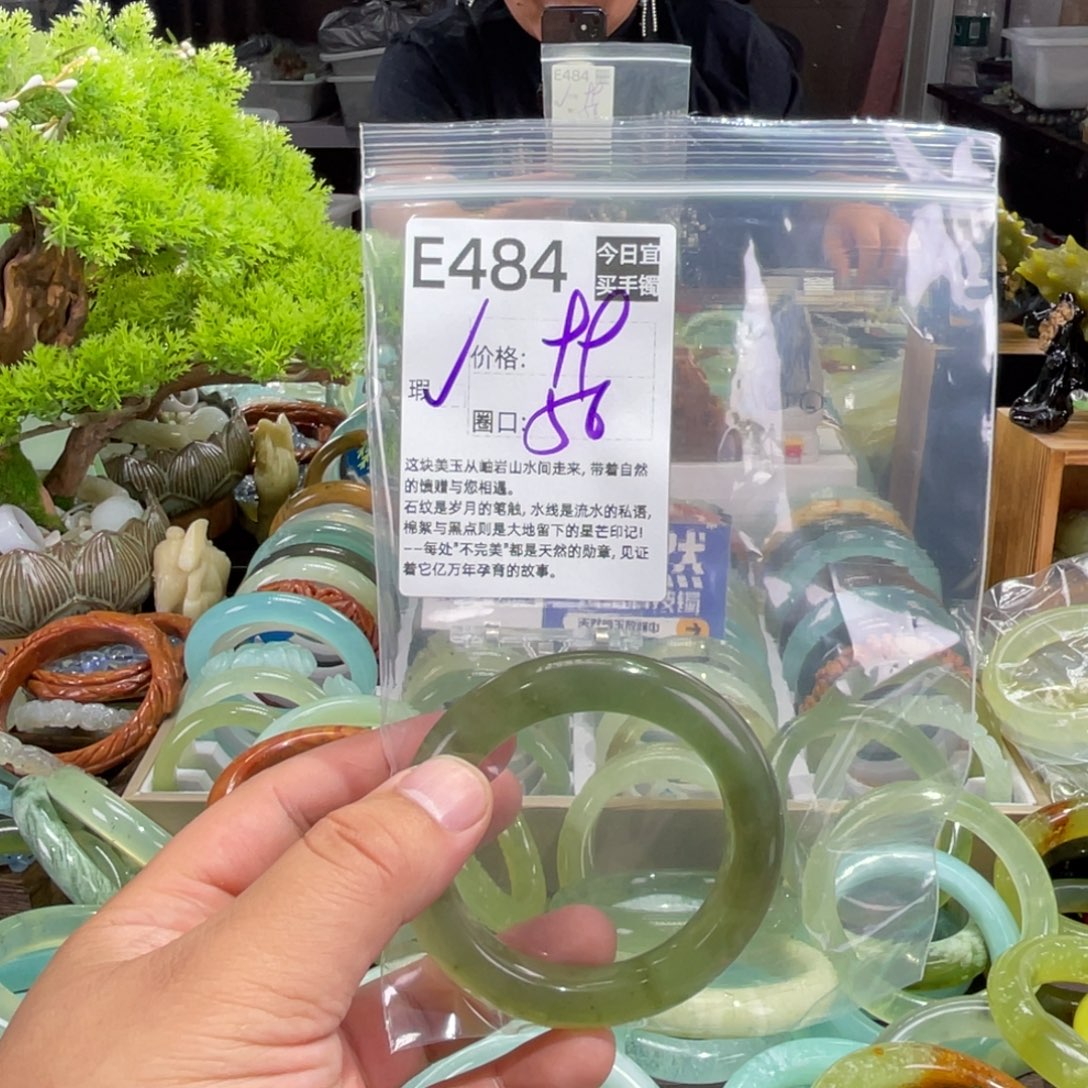 E484
E484
今日宜
买手镯
价格:
瑕
圈口: 56
这块美玉从岫岩山水间走来, 带着自然
的馈赠与您相遇。
石纹是岁月的笔触, 水线是流水的私语,
棉絮与黑点则是大地留下的星芒印记!
--每处"不完美"都是天然的勋章, 见证
着它亿万年孕育的故事。
然